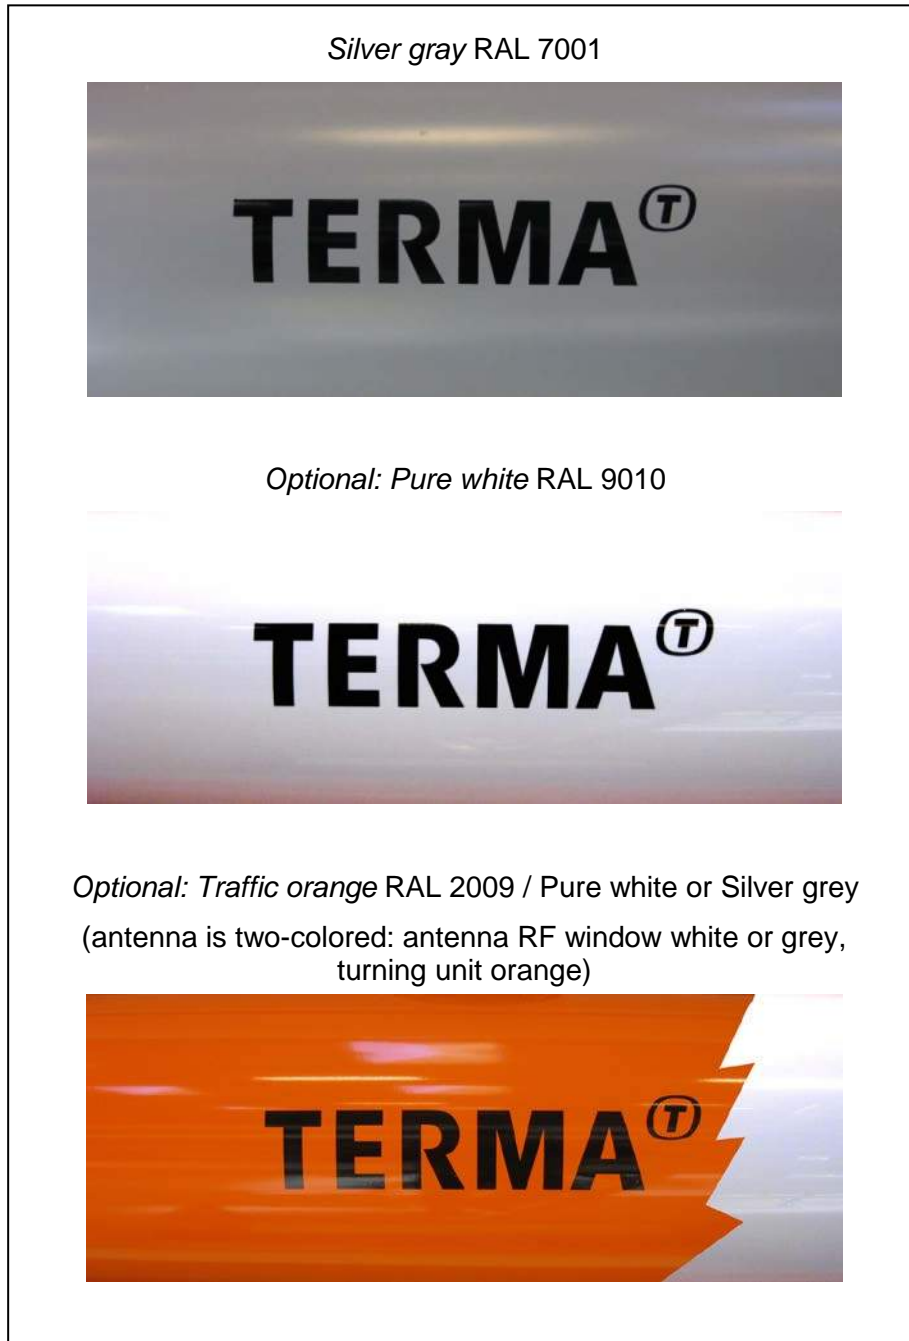 Silver gray RAL 7001
TERMA T
Optional: Pure white RAL 9010
TERMA T
Optional: Traffic orange RAL 2009 / Pure white or Silver grey
(antenna is two-colored: antenna RF window white or grey,
turning unit orange)
TERMA T